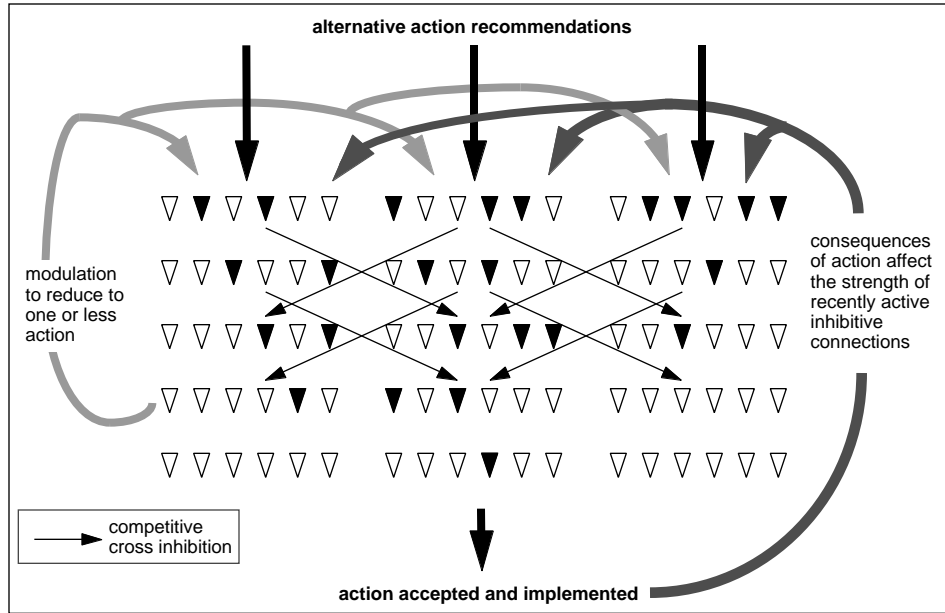 alternative action recommendations
modulation
to reduce to
one or less
action
consequences
of action affect
the strength of
recently active
inhibitive
connections
competitive
cross inhibition
action accepted and implemented